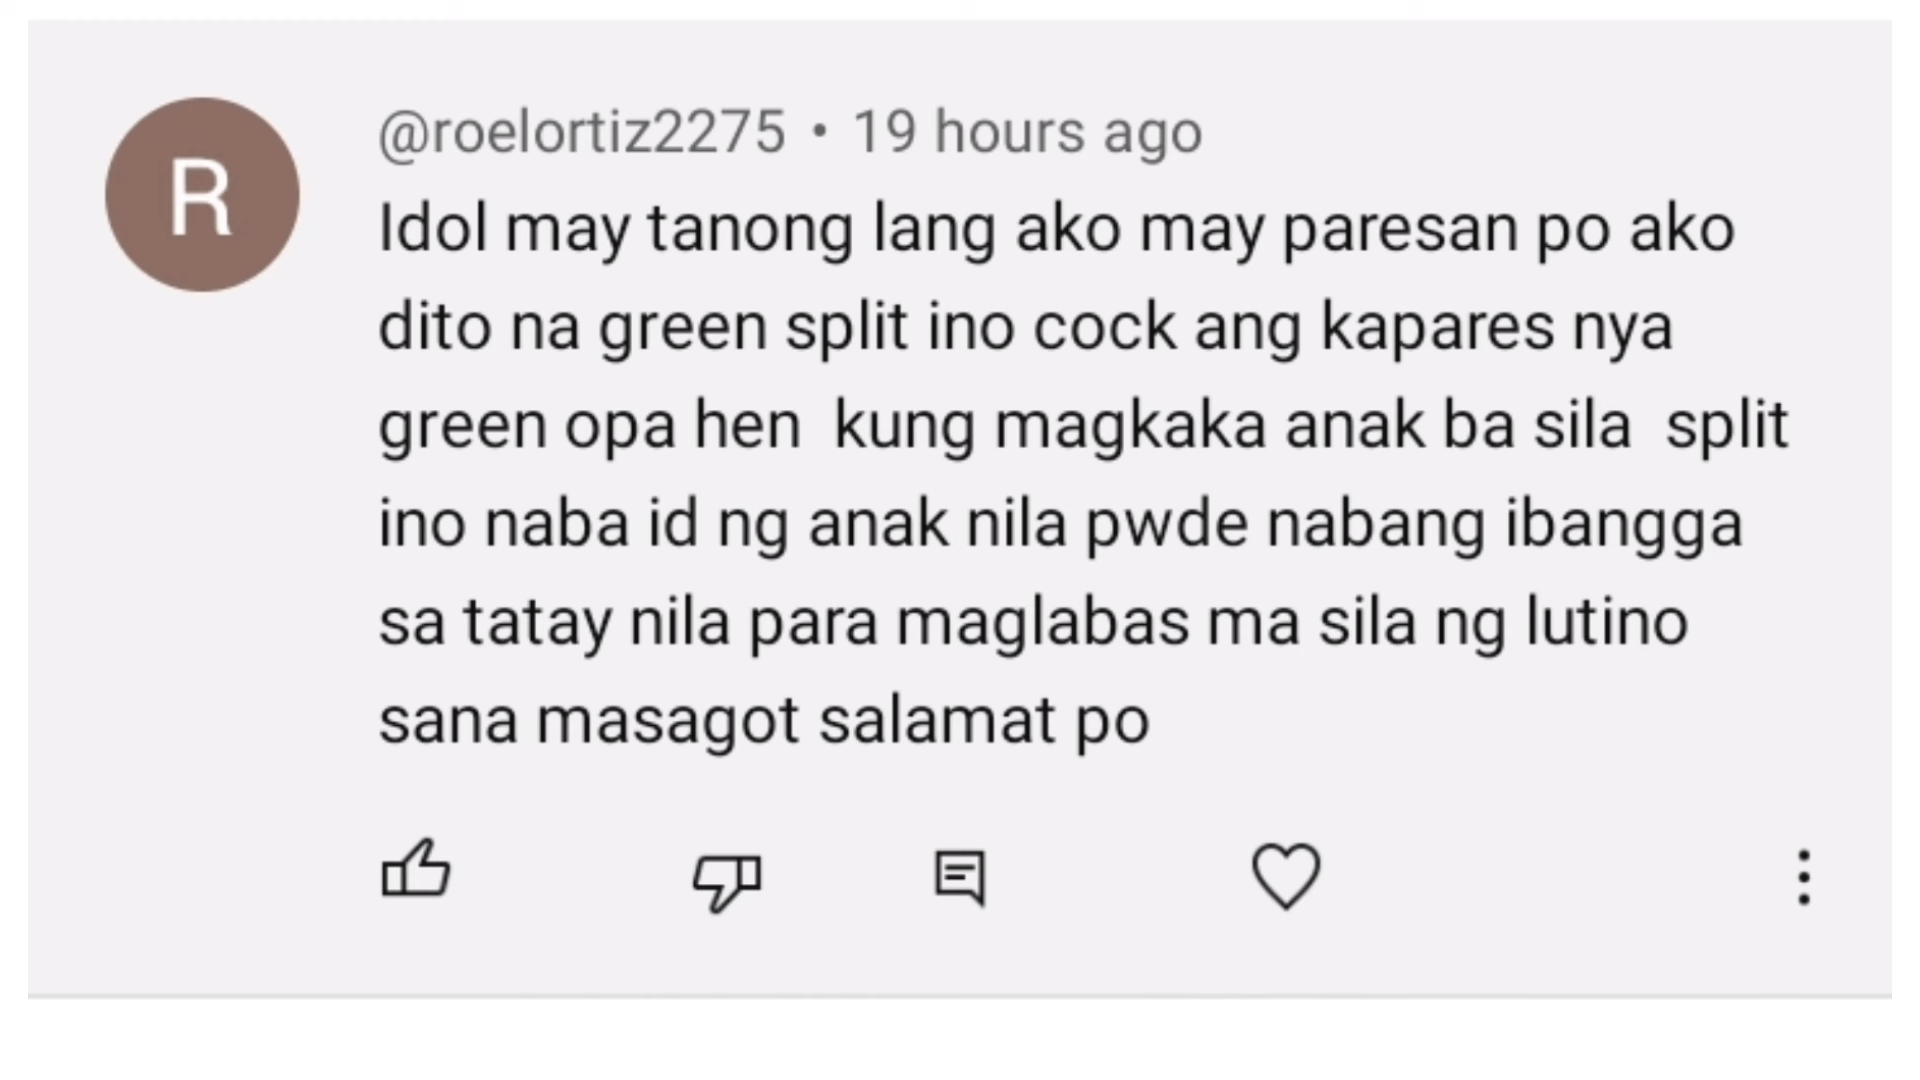 R
@roelortiz2275 • 19 hours ago
Idol may tanong lang ako may paresan po ako
dito na green split ino cock ang kapares nya
green opa hen  kung magkaka anak ba sila  split
ino naba id ng anak nila pwde nabang ibangga
sa tatay nila para maglabas ma sila ng lutino
sana masagot salamat po